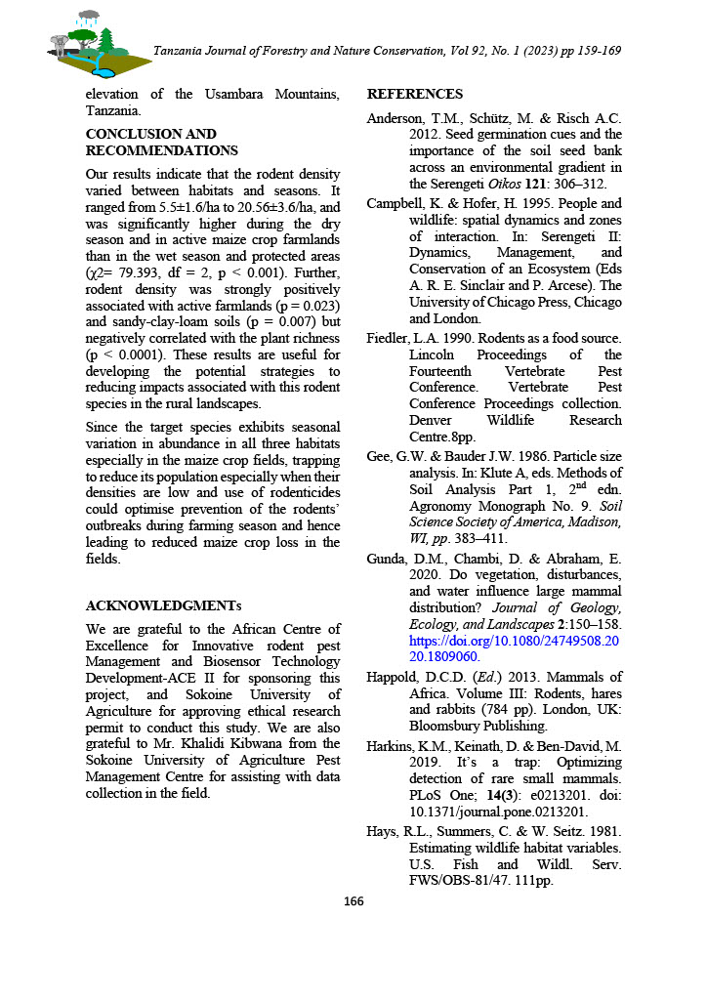 Tanzania Journal of Forestry and Nature Conservation, Vol 92, No. 1 (2023) pp 159-169
elevation of the Usambara Mountains,
Tanzania.
CONCLUSION AND
RECOMMENDATIONS
Our results indicate that the rodent density
varied between habitats and seasons. It
ranged from 5.5±1.6/ha to 20.56±3.6/ha, and
was significantly higher during the dry
season and in active maize crop farmlands
than in the wet season and protected areas
(χ2= 79.393, df = 2, p < 0.001). Further,
rodent density was strongly positively
associated with active farmlands (p = 0.023)
and sandy-clay-loam soils (p = 0.007) but
negatively correlated with the plant richness
(p < 0.0001). These results are useful for
developing the potential strategies to
reducing impacts associated with this rodent
species in the rural landscapes.
Since the target species exhibits seasonal
variation in abundance in all three habitats
especially in the maize crop fields, trapping
to reduce its population especially when their
densities are low and use of rodenticides
could optimise prevention of the rodents’
outbreaks during farming season and hence
leading to reduced maize crop loss in the
fields.
ACKNOWLEDGMENTs
We are grateful to the African Centre of
Excellence for Innovative rodent pest
Management and Biosensor Technology
Development-ACE II for sponsoring this
project, and Sokoine University of
Agriculture for approving ethical research
permit to conduct this study. We are also
grateful to Mr. Khalidi Kibwana from the
Sokoine University of Agriculture Pest
Management Centre for assisting with data
collection in the field.
REFERENCES
Anderson, T.M., Schütz, M. & Risch A.C.
2012. Seed germination cues and the
importance of the soil seed bank
across an environmental gradient in
the Serengeti Oikos 121: 306–312.
Campbell, K. & Hofer, H. 1995. People and
wildlife: spatial dynamics and zones
of interaction. In: Serengeti II:
Dynamics, Management, and
Conservation of an Ecosystem (Eds
A. R. E. Sinclair and P. Arcese). The
University of Chicago Press, Chicago
and London.
Fiedler, L.A. 1990. Rodents as a food source.
Lincoln Proceedings of the
Fourteenth Vertebrate Pest
Conference. Vertebrate Pest
Conference Proceedings collection.
Denver Wildlife Research
Centre.8pp.
Gee, G.W. & Bauder J.W. 1986. Particle size
analysis. In: Klute A, eds. Methods of
Soil Analysis Part 1, 2nd edn.
Agronomy Monograph No. 9. Soil
Science Society of America, Madison,
WI, pp. 383–411.
Gunda, D.M., Chambi, D. & Abraham, E.
2020. Do vegetation, disturbances,
and water influence large mammal
distribution? Journal of Geology,
Ecology, and Landscapes 2:150–158.
https://doi.org/10.1080/24749508.20
20.1809060.
Happold, D.C.D. (Ed.) 2013. Mammals of
Africa. Volume III: Rodents, hares
and rabbits (784 pp). London, UK:
Bloomsbury Publishing.
Harkins, K.M., Keinath, D. & Ben-David, M.
2019. It’s a trap: Optimizing
detection of rare small mammals.
PLoS One; 14(3): e0213201. doi:
10.1371/journal.pone.0213201.
Hays, R.L., Summers, C. & W. Seitz. 1981.
Estimating wildlife habitat variables.
U.S. Fish and Wildl. Serv.
FWS/OBS-81/47. 111pp.
166